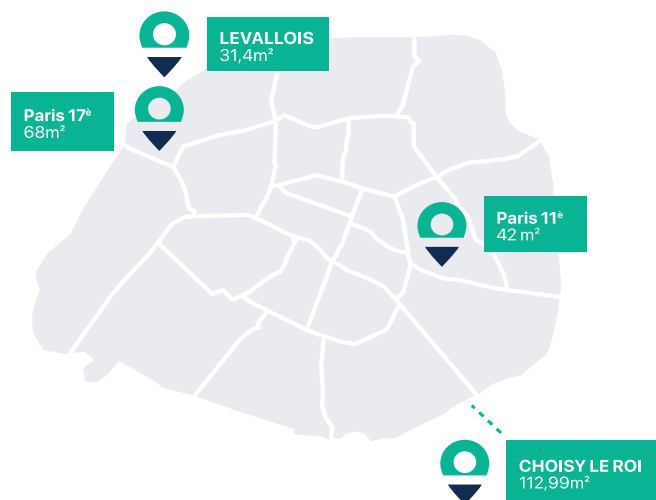 LEVALLOIS
31,4m²
Paris 17è
68m²
Paris 11è
42 m²
CHOISY LE ROI
112,99m²